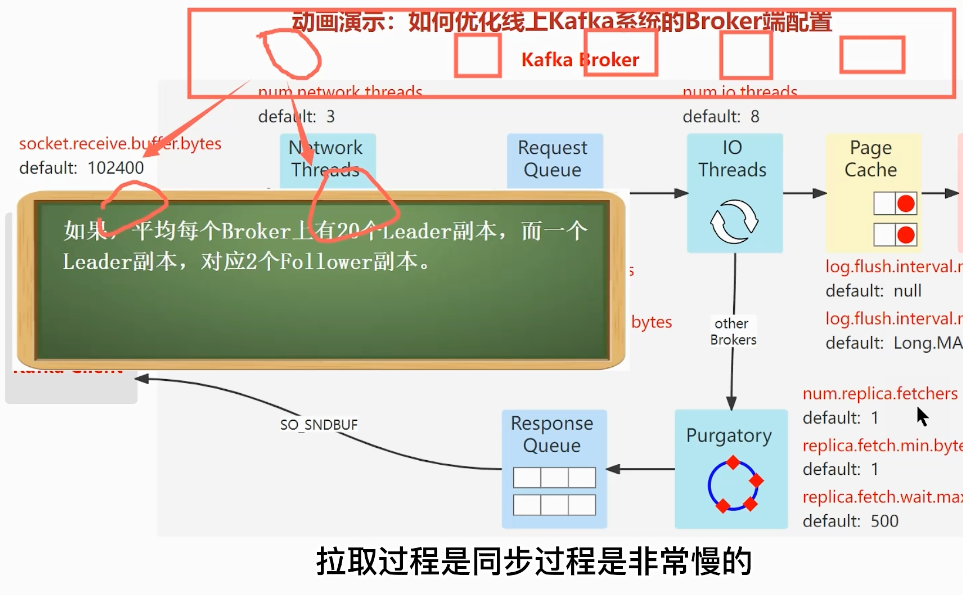 动画演示：如何优化线上Kafka系统的Broker端配置
Kafka Broker
num.network.threads
default: 3
num.io.threads
default: 8
socket.receive.buffer.bytes
default: 102400
Network
Threads
Request
Queue
IO
Threads
Page
Cache
如果，平均每个Broker上有20个Leader副本，而一个
Leader副本，对应2个Follower副本。
s
bytes
log.flush.interval.m
default: null
log.flush.interval.m
default: Long.MA
other
Brokers
Kafka Client
SO_SNDBUF
Response
Queue
Purgatory
num.replica.fetchers
default: 1
replica.fetch.min.byte
default: 1
replica.fetch.wait.max
default: 500
拉取过程是同步过程是非常慢的